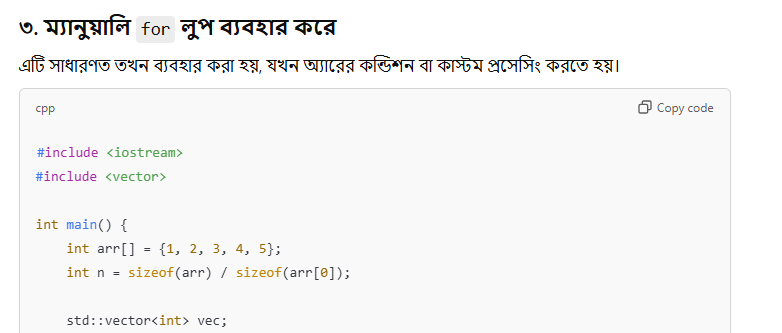 ৩. ম্যানুয়ালি for লুপ ব্যবহার করে
এটি সাধারণত তখন ব্যবহার করা হয়, যখন অ্যারের কন্ডিশন বা কাস্টম প্রসেসিং করতে হয়।
cpp
Copy code
#include <iostream>
#include <vector>
int main() {
    int arr[] = {1, 2, 3, 4, 5};
    int n = sizeof(arr) / sizeof(arr[0]);
    std::vector<int> vec;